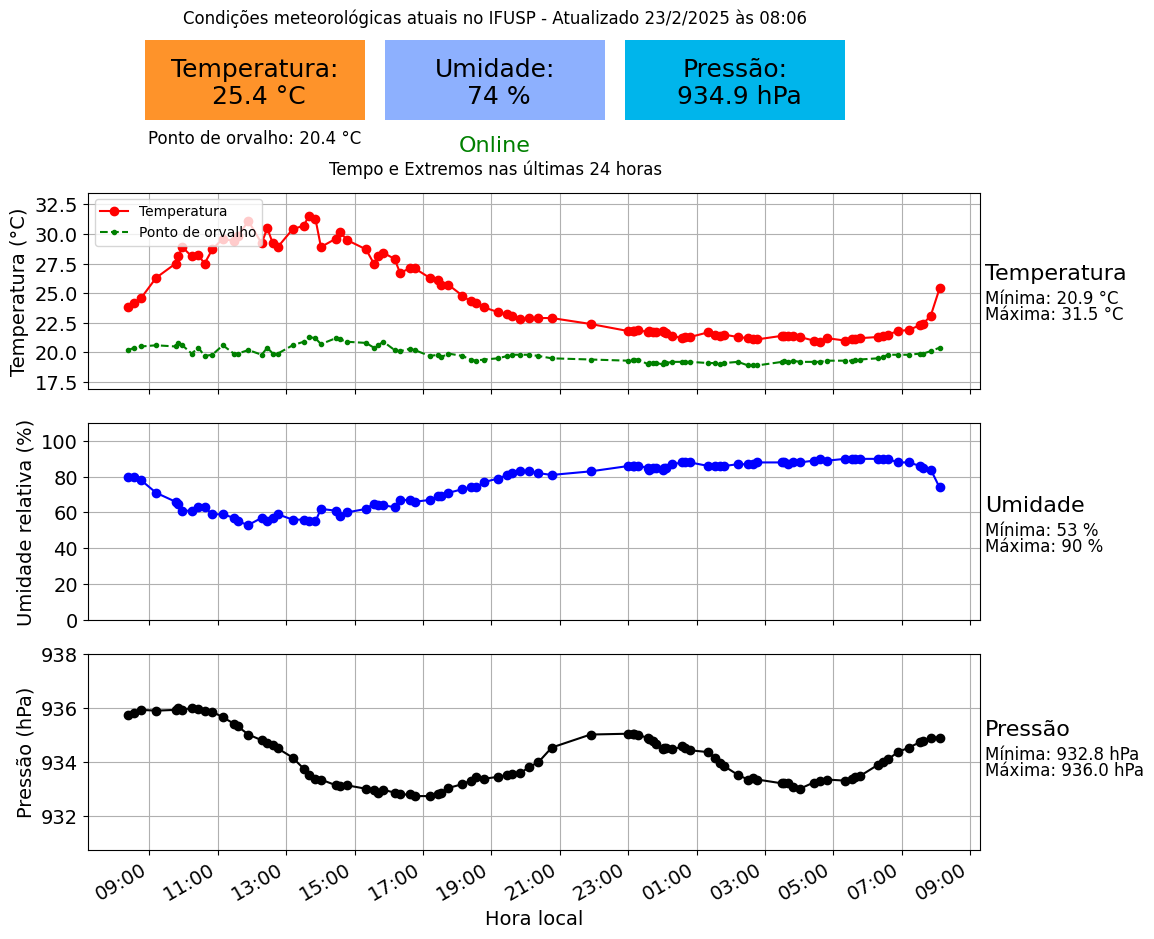 Condições meteorológicas atuais no IFUSP - Atualizado 23/2/2025 às 08:06
Temperatura:
25.4 °C
Umidade:
74 %
Pressão:
934.9 hPa
Ponto de orvalho: 20.4 °C
Online
Tempo e Extremos nas últimas 24 horas
Temperatura (°C)
32.5
30.0
27.5
25.0
22.5
20.0
17.5
Temperatura
Ponto de orvalho
Temperatura
Mínima: 20.9 °C
Máxima: 31.5 °C
Umidade relativa (%)
100
80
60
40
20
0
Umidade
Mínima: 53 %
Máxima: 90 %
Pressão (hPa)
938
936
934
932
Pressão
Mínima: 932.8 hPa
Máxima: 936.0 hPa
09:00
11:00
13:00
15:00
17:00
19:00
21:00
23:00
01:00
03:00
05:00
07:00
09:00
Hora local